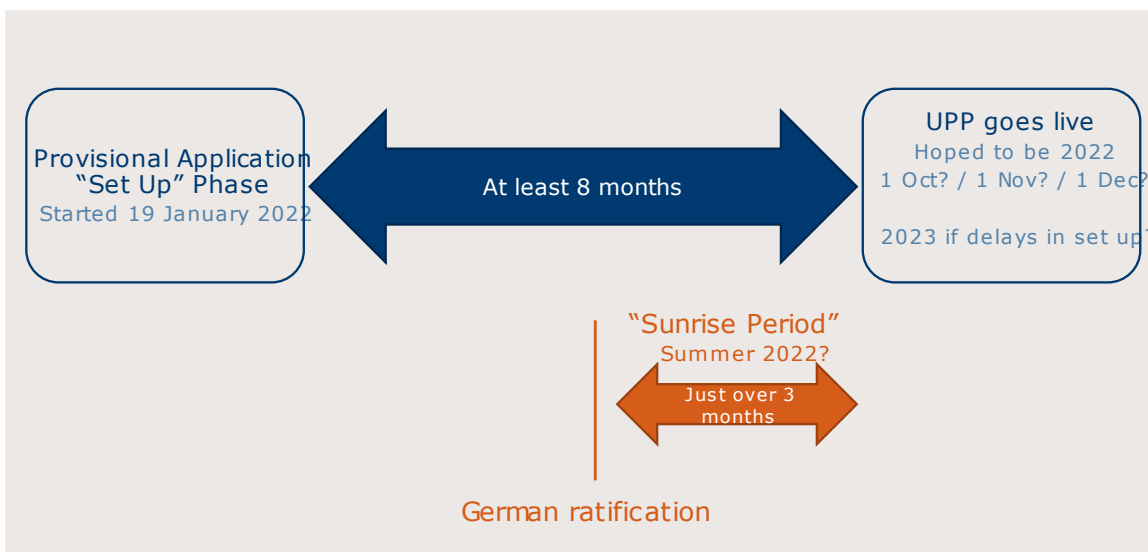 Provisional Application
“Set Up” Phase
Started 19 January 2022
At least 8 months
UPP goes live
Hoped to be 2022
1 Oct? / 1 Nov? / 1 Dec?
2023 if delays in set up?
“Sunrise Period”
Summer 2022?
Just over 3
months
German ratification